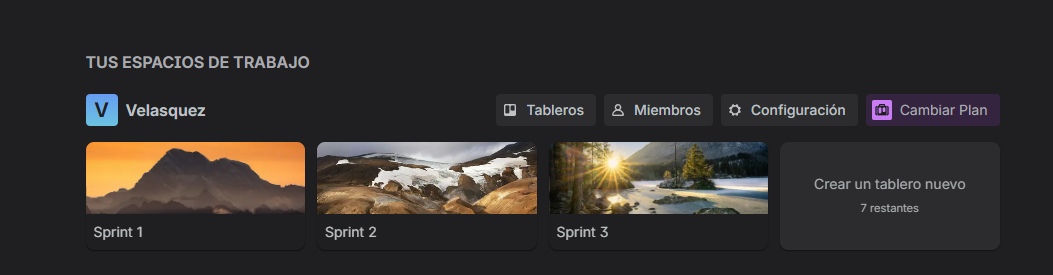 TUS ESPACIOS DE TRABAJO
V Velasquez
Tableros Miembros Configuración Cambiar Plan
Sprint 1
Sprint 2
Sprint 3
Crear un tablero nuevo
7 restantes